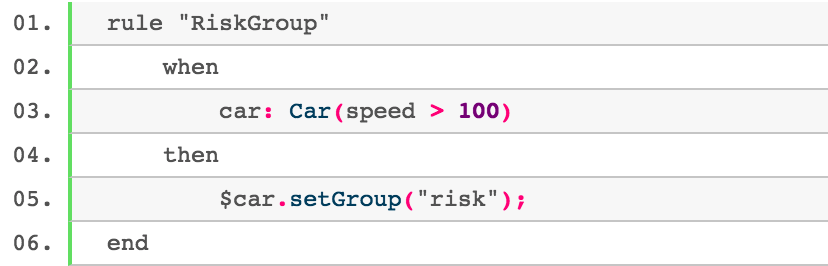 01. rule "RiskGroup"
02. when
03. car: Car(speed > 100)
04. then
05. $car.setGroup("risk");
06. end